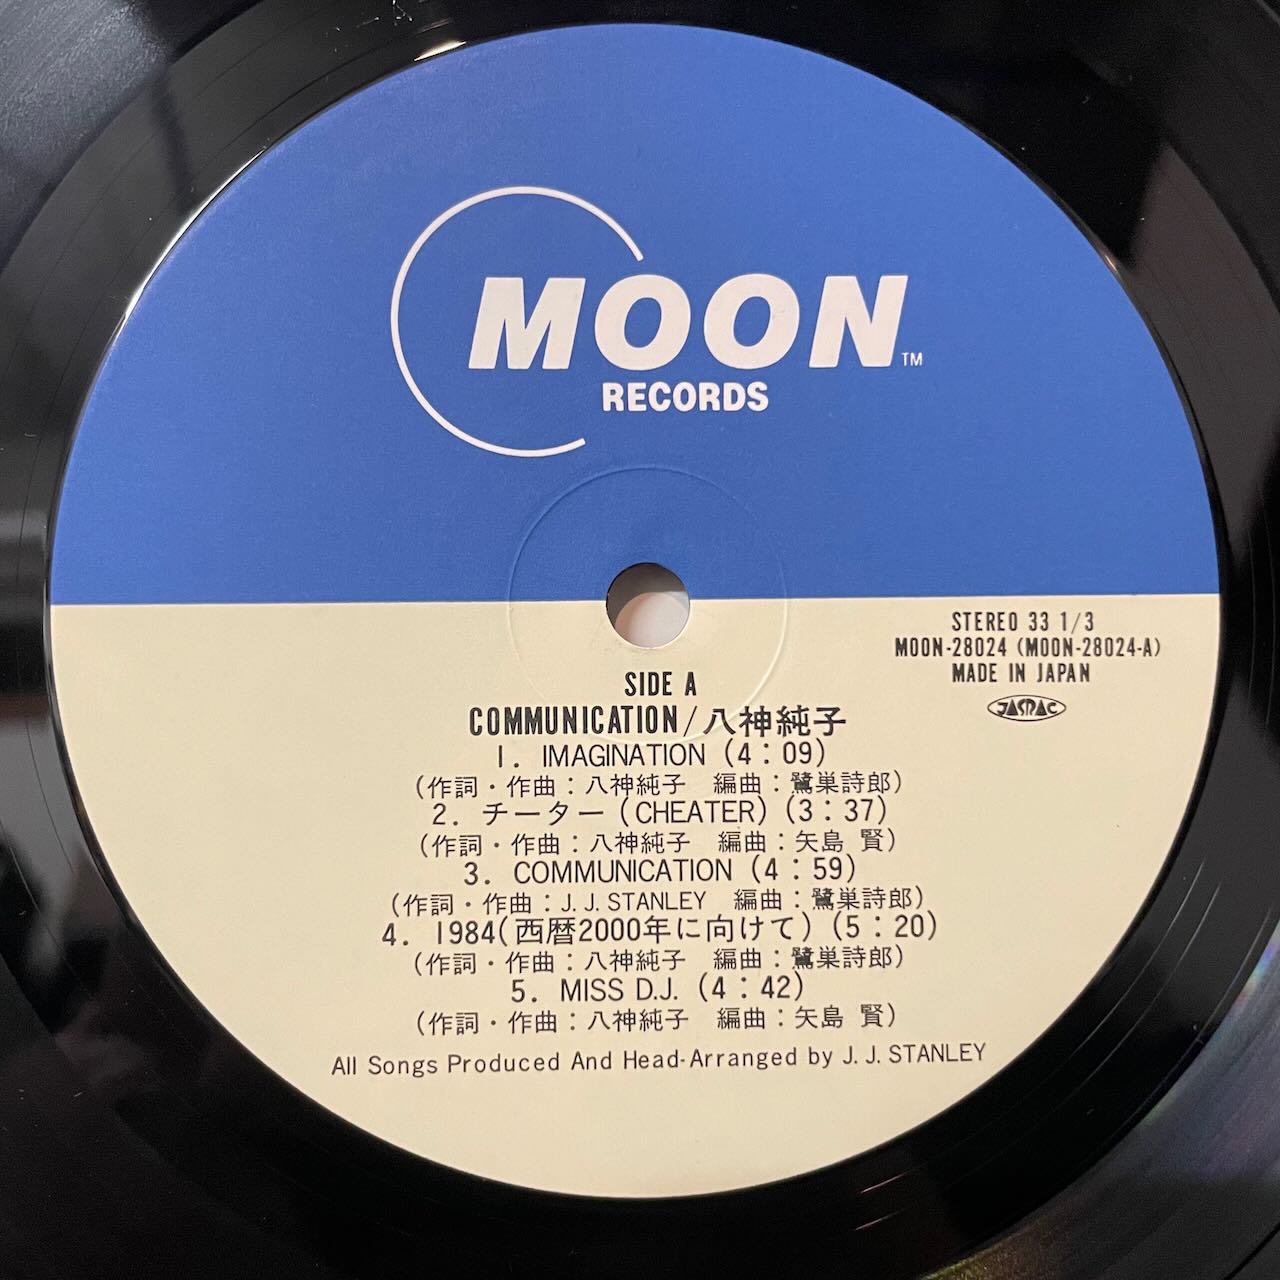 MOON™
RECORDS
STEREO 33 1/3
MOON-28024 (MOON-28024-A)
MADE IN JAPAN
JASRAC
SIDE A
COMMUNICATION/八神純子
1. IMAGINATION (4:09)
(作詞・作曲:八神純子 編曲:鷺巣詩郎)
2. チーター(CHEATER)(3:37)
(作詞・作曲:八神純子 編曲:矢島 賢)
3. COMMUNICATION (4:59)
(作詞・作曲:J.J.STANLEY 編曲:鷺巣詩郎)
4. 1984(西暦2000年に向けて)(5:20)
(作詞・作曲:八神純子 編曲:鷺巣詩郎)
5. MISS D.J. (4:42)
(作詞・作曲:八神純子 編曲:矢島 賢)
All Songs Produced And Head-Arranged by J. J. STANLEY